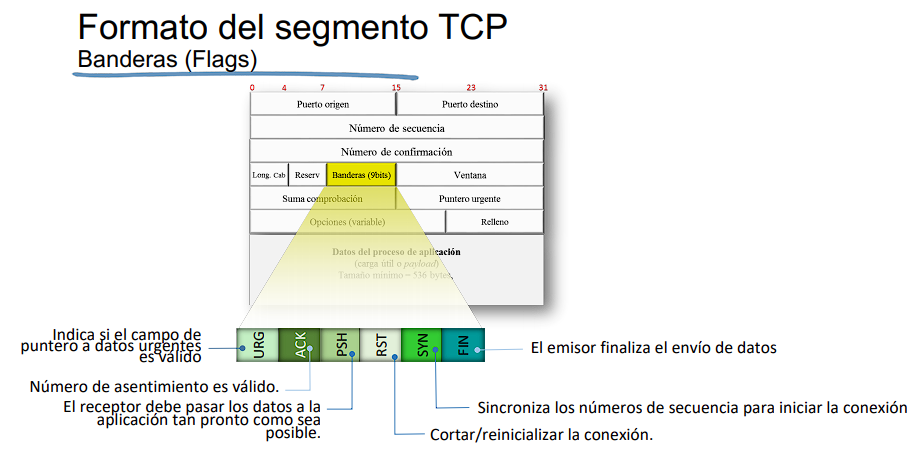 Formato del segmento TCP
Banderas (Flags)
0 4 7 15 23 31
Puerto origen Puerto destino
Número de secuencia
Número de confirmación
Long. Cab Reserv Banderas (9bits) Ventana
Suma comprobación Puntero urgente
Opciones (variable) Relleno
Datos del proceso de aplicación
(carga útil o payload)
Tamaño mínimo = 536 bytes.
URG ACK PSH RST SYN FIN
Indica si el campo de
puntero a datos urgentes
es válido
El emisor finaliza el envío de datos
Número de asentimiento es válido.
El receptor debe pasar los datos a la
aplicación tan pronto como sea
posible.
Sincroniza los números de secuencia para iniciar la conexión
Cortar/reinicializar la conexión.